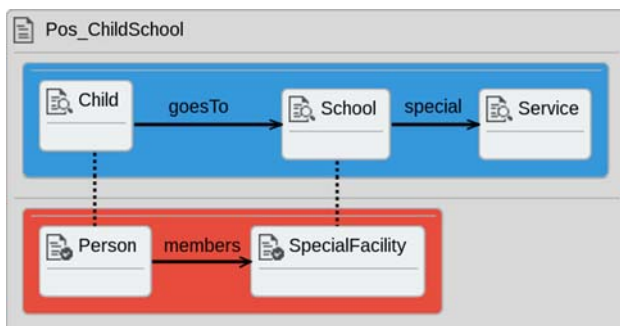 Pos_ChildSchool
Child goesTo School special Service
Person members SpecialFacility